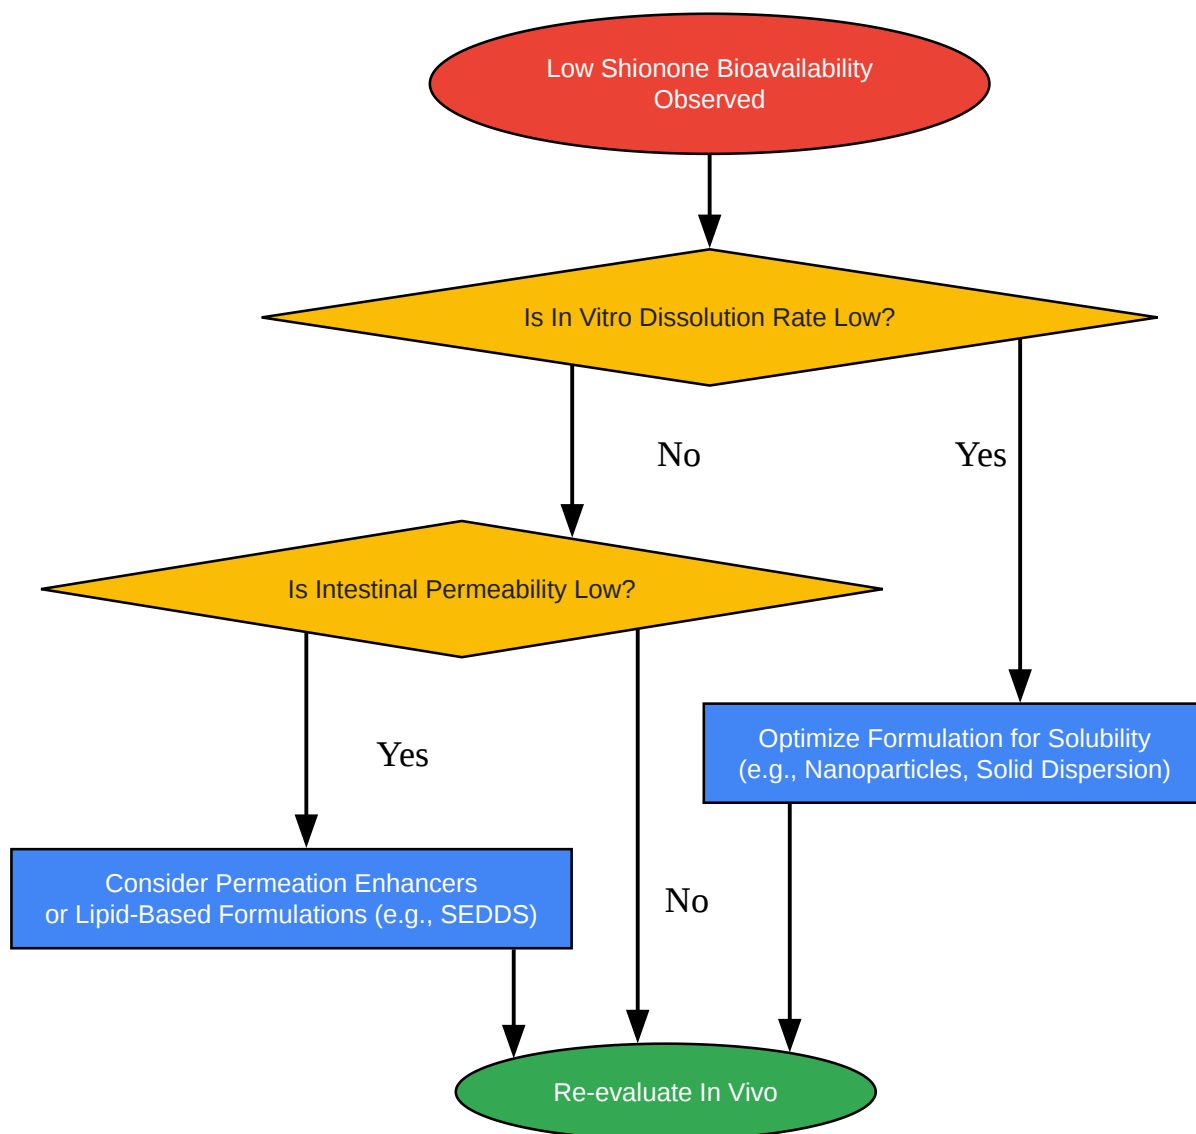 Low Shionone Bioavailability
Observed
Is In Vitro Dissolution Rate Low?
No
Yes
Is Intestinal Permeability Low?
Optimize Formulation for Solubility
(e.g., Nanoparticles, Solid Dispersion)
Yes
Consider Permeation Enhancers
or Lipid-Based Formulations (e.g., SEDDS)
No
Re-evaluate In Vivo